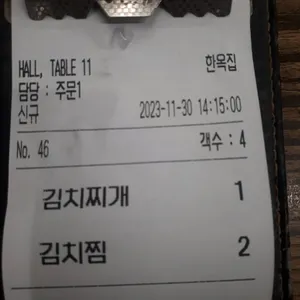 HALL, TABLE 11 한옥집
담당 : 주문1
신규 2023-11-30 14:15:00
No. 46 객수 : 4
김치찌개 1
김치찜 2